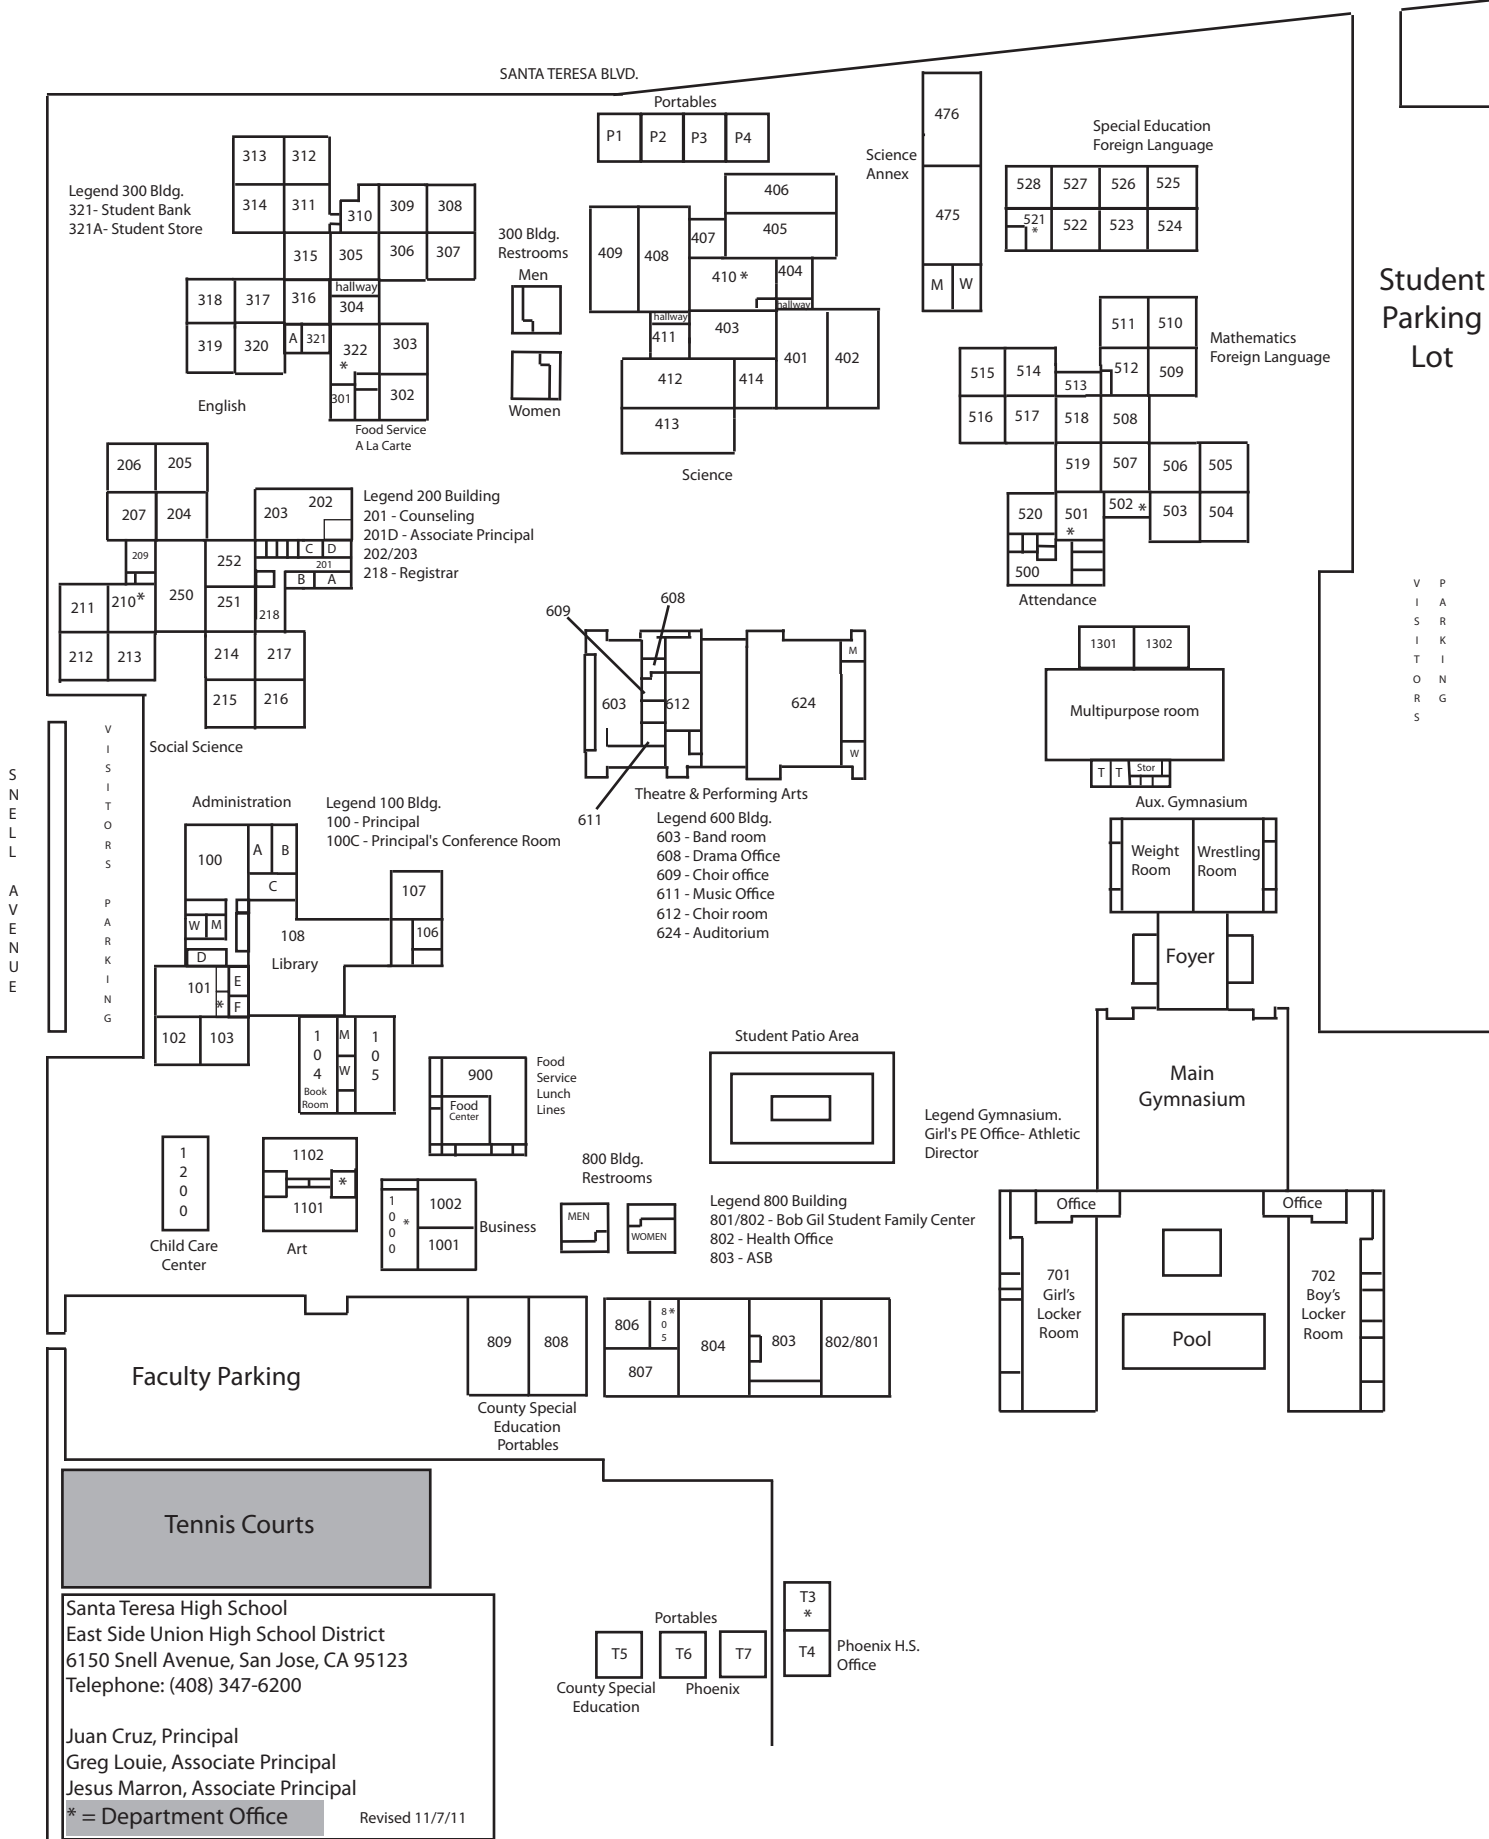 SANTA TERESA BLVD.
Portables
P1 P2 P3 P4
Legend 300 Bldg.
321- Student Bank
321A- Student Store
313 312
314 311 310 309 308
315 305 306 307
318 317 316 hallway
304
319 320 A 321 322 303
*
301 302
English
Food Service
A La Carte
300 Bldg.
Restrooms
Men
Women
406
407 405
409 408
410 * 404
hallway
hallway
411 403 401 402
412 414
413
Science
Science
Annex
476
475
M W
Special Education
Foreign Language
528 527 526 525
521 522 523 524
*
Student
Parking
Lot
511 510
Mathematics
Foreign Language
515 514 513 512 509
516 517 518 508
519 507 506 505
520 501 502 * 503 504
*
500
Attendance
206 205
207 204 203 202
Legend 200 Building
201 - Counseling
201D - Associate Principal
202/203
218 - Registrar
209 252 C D
201
B A
211 210* 250 251 218
212 213 214 217
215 216
Social Science
609 608
603 612 624
M
W
611
Theatre & Performing Arts
Legend 600 Bldg.
603 - Band room
608 - Drama Office
609 - Choir office
611 - Music Office
612 - Choir room
624 - Auditorium
1301 1302
Multipurpose room
T T Stor
Aux. Gymnasium
Weight
Room
Wrestling
Room
Foyer
Main
Gymnasium
VISITORS PARKING
SNELL AVENUE
VISITORS PARKING
Administration
Legend 100 Bldg.
100 - Principal
100C - Principal's Conference Room
100 A B
C
107
W M 108 106
D Library
101 E
* F
102 103
104 M 105
W
Book
Room
900
Food
Center
Food
Service
Lunch
Lines
Student Patio Area
Legend Gymnasium.
Girl's PE Office- Athletic
Director
1200
Child Care
Center
1102
*
1101
Art
1000 * 1002
1001
Business
800 Bldg.
Restrooms
MEN
WOMEN
Legend 800 Building
801/802 - Bob Gil Student Family Center
802 - Health Office
803 - ASB
Office Office
701
Girl's
Locker
Room
702
Boy's
Locker
Room
Pool
Faculty Parking
809 808
County Special
Education
Portables
806 805 * 804 803 802/801
807
Tennis Courts
Portables
T5 T6 T7
County Special
Education
Phoenix
T3
*
T4
Phoenix H.S.
Office
Santa Teresa High School
East Side Union High School District
6150 Snell Avenue, San Jose, CA 95123
Telephone: (408) 347-6200
Juan Cruz, Principal
Greg Louie, Associate Principal
Jesus Marron, Associate Principal
* = Department Office Revised 11/7/11